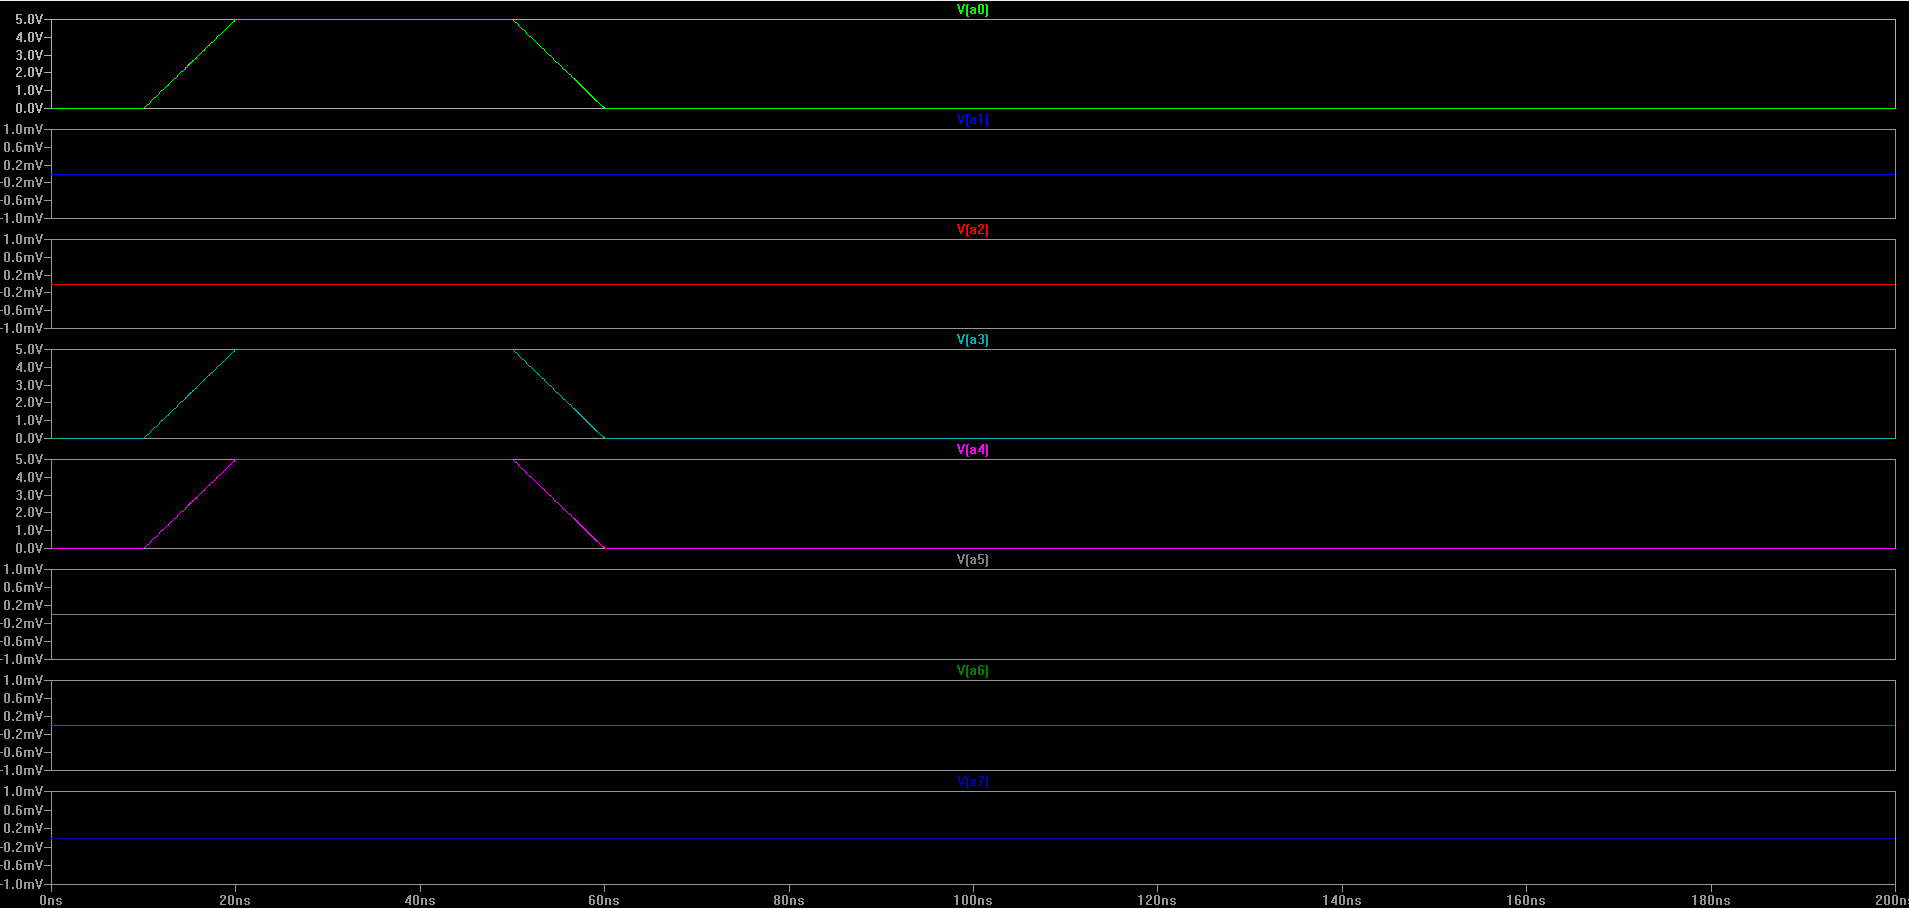 V(a0)
5.0V
4.0V
3.0V
2.0V
1.0V
0.0V
V(a1)
1.0mV
0.6mV
0.2mV
-0.2mV
-0.6mV
-1.0mV
V(a2)
1.0mV
0.6mV
0.2mV
-0.2mV
-0.6mV
-1.0mV
V(a3)
5.0V
4.0V
3.0V
2.0V
1.0V
0.0V
V(a4)
5.0V
4.0V
3.0V
2.0V
1.0V
0.0V
V(a5)
1.0mV
0.6mV
0.2mV
-0.2mV
-0.6mV
-1.0mV
V(a6)
1.0mV
0.6mV
0.2mV
-0.2mV
-0.6mV
-1.0mV
V(a7)
1.0mV
0.6mV
0.2mV
-0.2mV
-0.6mV
-1.0mV
0ns 20ns 40ns 60ns 80ns 100ns 120ns 140ns 160ns 180ns 200n